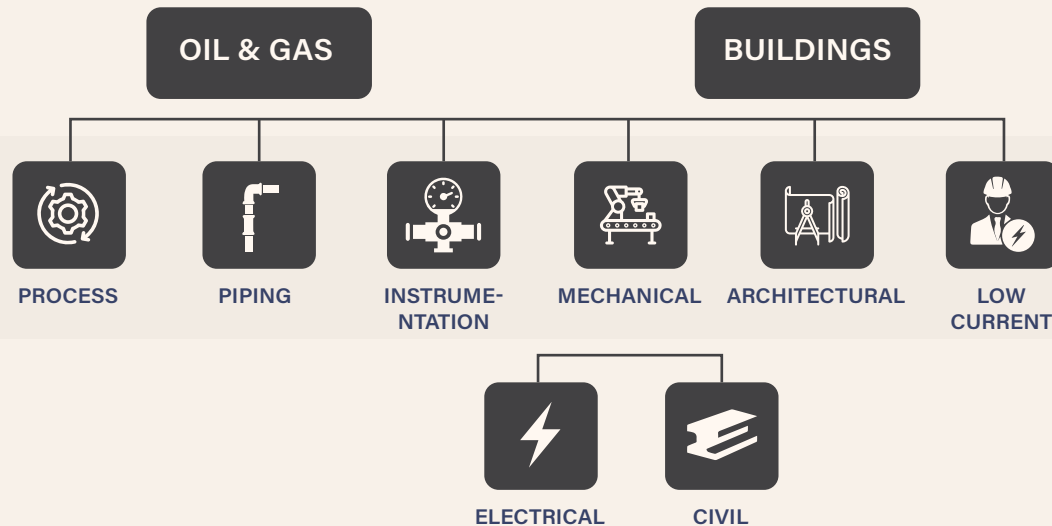 OIL & GAS
BUILDINGS
PROCESS
PIPING
INSTRUME-
NTATION
MECHANICAL
ARCHITECTURAL
LOW
CURRENT
ELECTRICAL
CIVIL